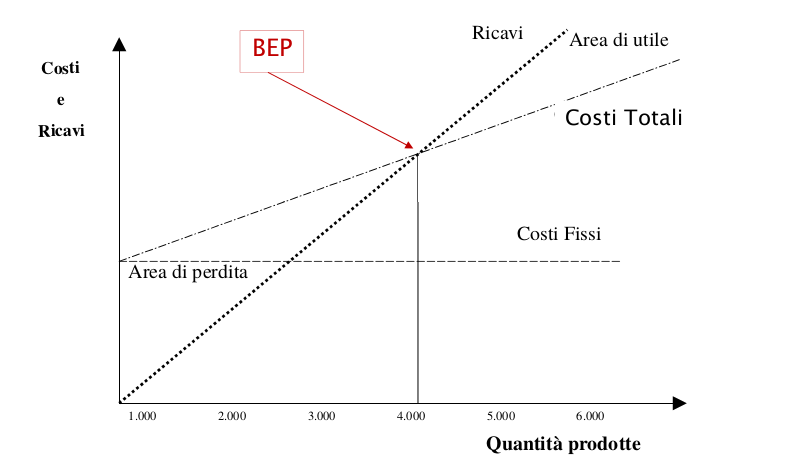 Ricavi
Area di utile
BEP
Costi
e
Ricavi
Costi Totali
Costi Fissi
Area di perdita
1.000 2.000 3.000 4.000 5.000 6.000
Quantità prodotte